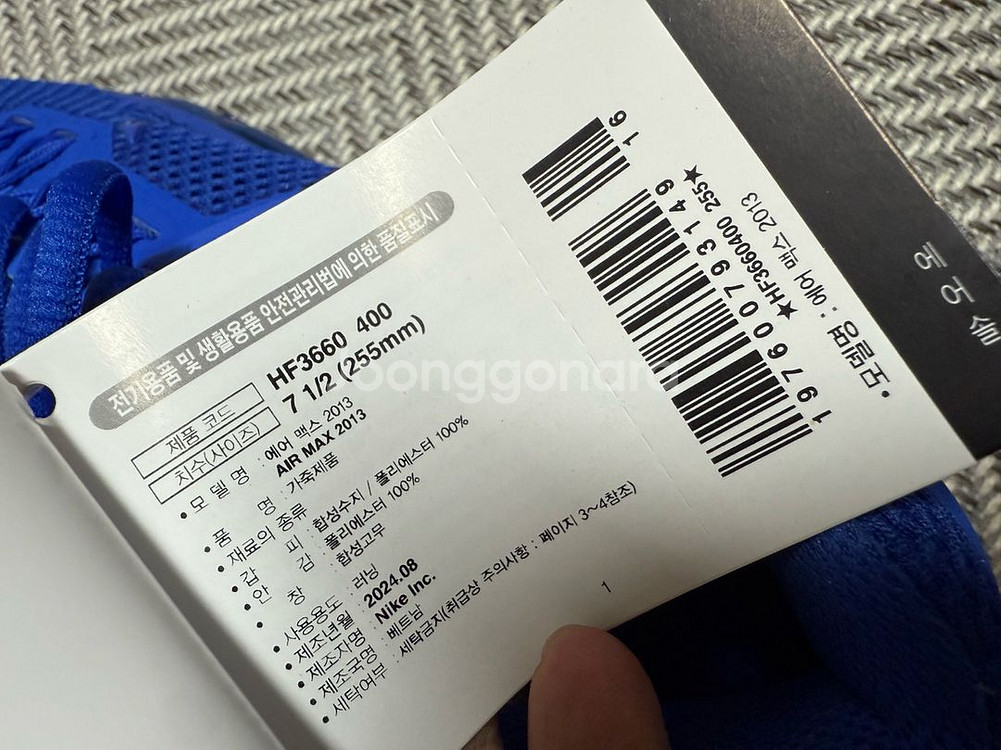 전기용품 및 생활용품 안전관리법에 의한 품질표시
제품 코드 HF3660 400
치수(사이즈) 7 1/2 (255mm)
• 모델명 : 에어 맥스 2013
AIR MAX 2013
• 품 명 : 가죽제품
• 재료의 종류
• 갑 피 : 합성수지 / 폴리에스터 100%
• 안 감 : 폴리에스터 100%
• 창 : 합성고무
• 사용용도 : 러닝
• 제조년월 : 2024.08
• 제조자명 : Nike Inc.
• 제조국명 : 베트남
• 세탁여부 : 세탁금지(취급상 주의사항 : 페이지 3~4참조)
1
197600793149
16
★HF3660400 255★
• 모델명 : 에어 맥스 2013
에어솔
joonggonara